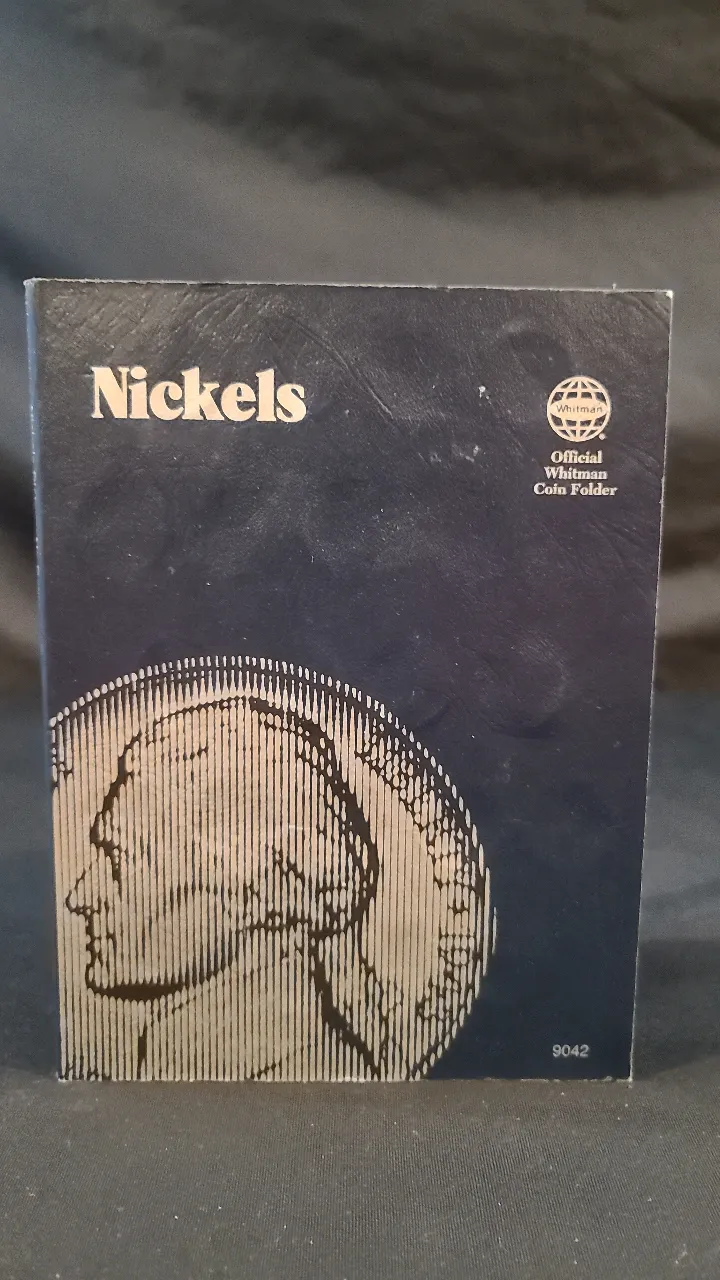 Nickels
Whitman
Official
Whitman
Coin Folder
9042